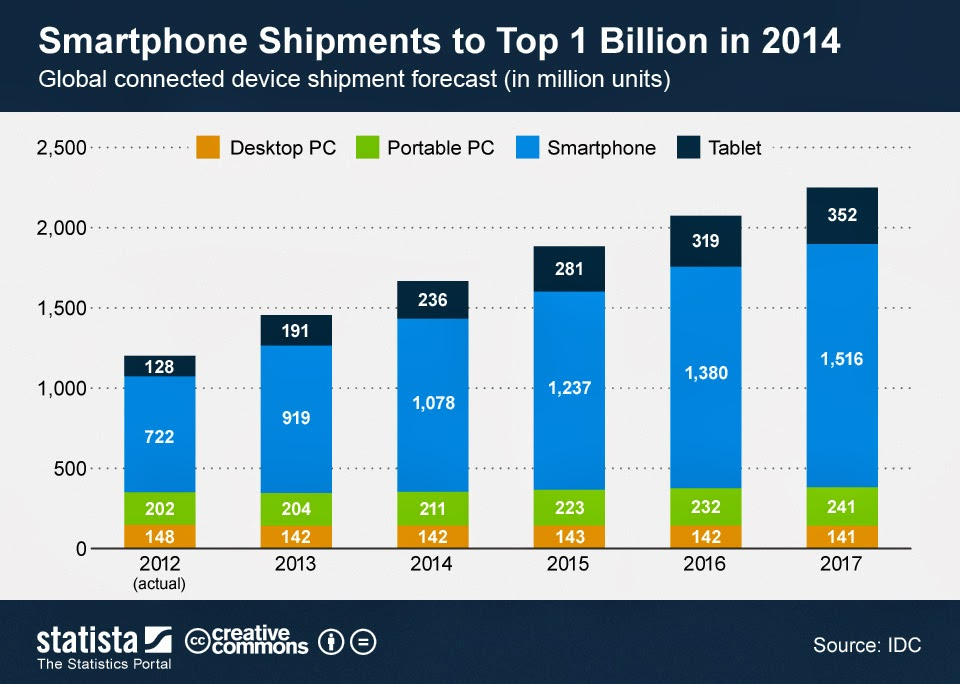 Smartphone Shipments to Top 1 Billion in 2014
Global connected device shipment forecast (in million units)
2,500 Desktop PC Portable PC Smartphone Tablet
352
2,000
319
281
236
1,500
191
1,516
128
1,380
1,237
1,000
1,078
919
722
500
202 204 211 223 232 241
148 142 142 143 142 141
0
2012 2013 2014 2015 2016 2017
(actual)
statista
The Statistics Portal
cc creative
commons
Source: IDC